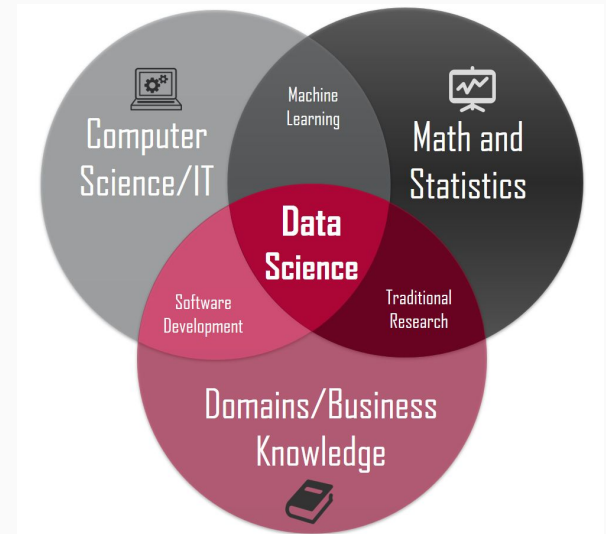 Computer
Science/IT
Machine
Learning
Math and
Statistics
Data
Science
Software
Development
Traditional
Research
Domains/Business
Knowledge